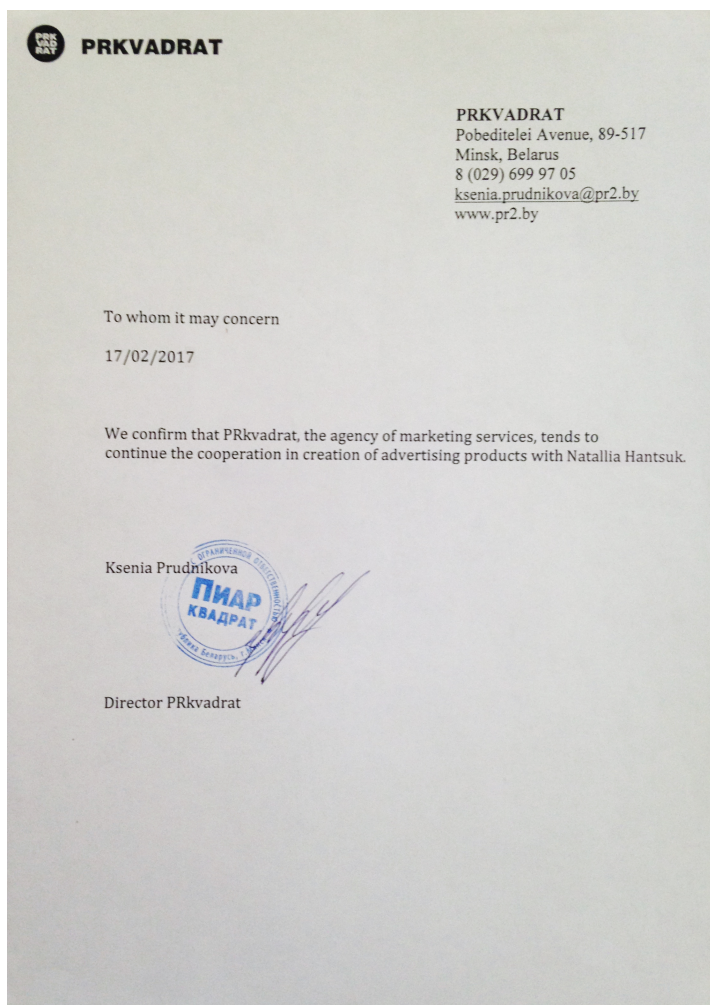 PRK
VAD
RAT
PRKVADRAT
PRKVADRAT
Pobeditelei Avenue, 89-517
Minsk, Belarus
8 (029) 699 97 05
ksenia.prudnikova@pr2.by
www.pr2.by
To whom it may concern
17/02/2017
We confirm that PRkvadrat, the agency of marketing services, tends to
continue the cooperation in creation of advertising products with Natallia Hantsuk.
Ksenia Prudnikova
ОГРАНИЧЕННОЙ ОТВЕТСТВЕННОСТЬЮ
ПИАР
КВАДРАТ
Беларусь, г.
Director PRkvadrat